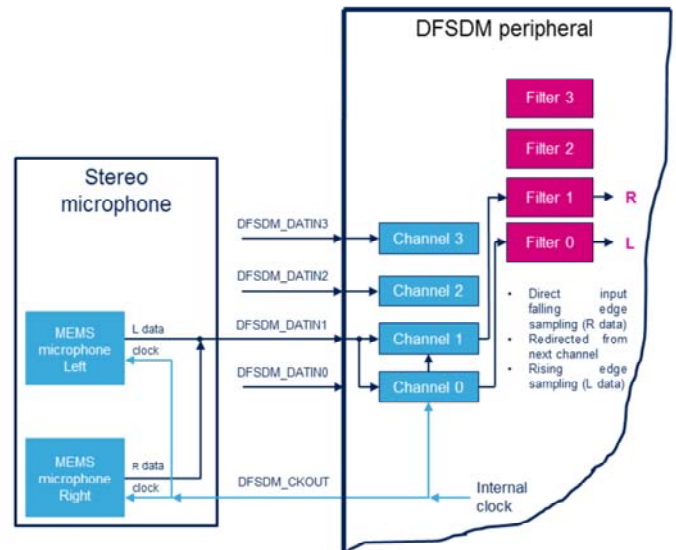 DFSDM peripheral
Filter 3
Filter 2
Filter 1
R
Filter 0
L
Stereo
microphone
DFSDM_DATIN3
Channel 3
DFSDM_DATIN2
Channel 2
DFSDM_DATIN1
Channel 1
DFSDM_DATIN0
Channel 0
• Direct input
falling edge
sampling (R data)
• Redirected from
next channel
• Rising edge
sampling (L data)
MEMS
microphone
Left
L data
clock
MEMS
microphone
Right
R data
clock
DFSDM_CKOUT
Internal
clock